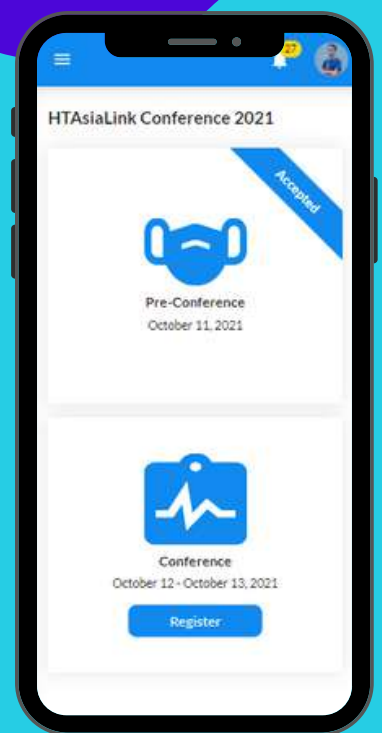 27
HTAsiaLink Conference 2021
Accepted
Pre-Conference
October 11, 2021
Conference
October 12 - October 13, 2021
Register